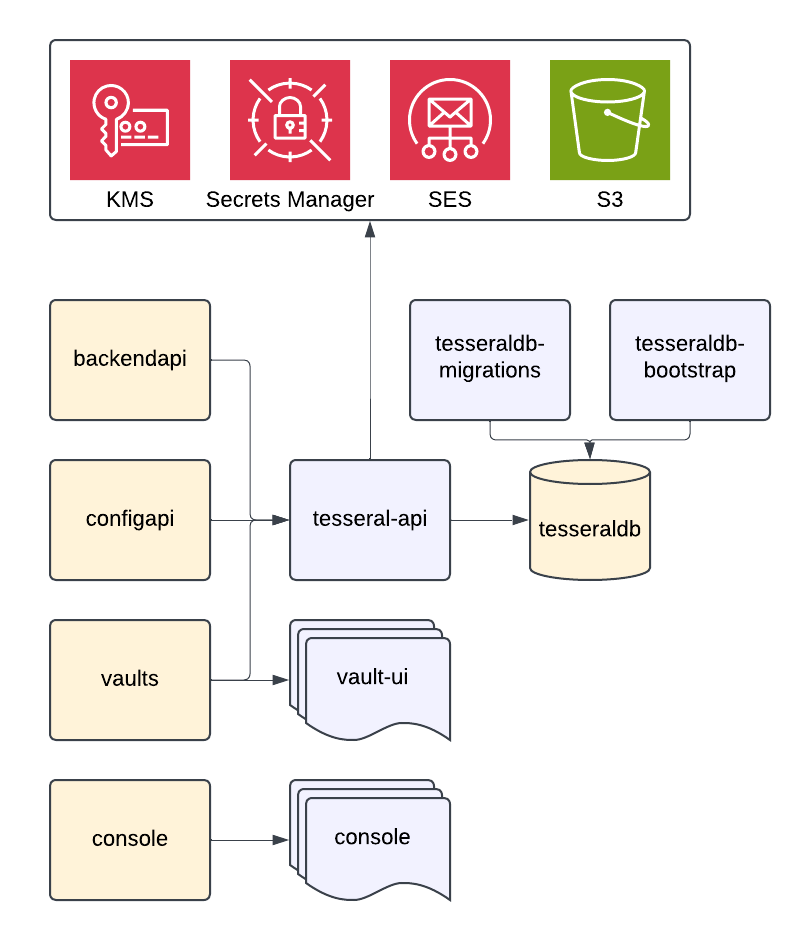 KMS
Secrets Manager
SES
S3
backendapi
tesseraldb-
migrations
tesseraldb-
bootstrap
configapi
tesseral-api
tesseraldb
vaults
vault-ui
console
console